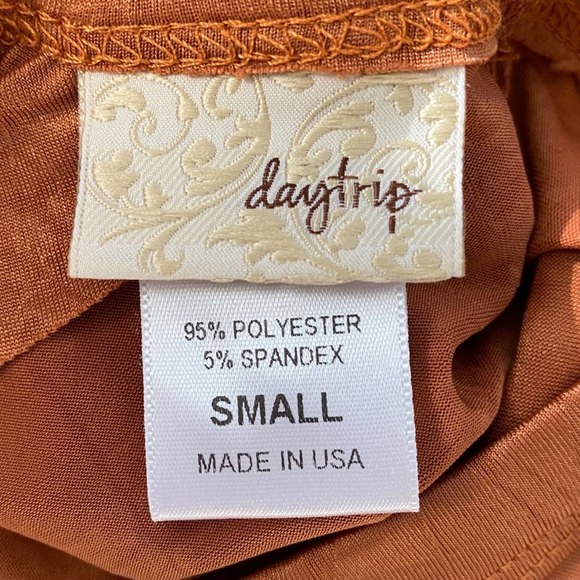 daytrip
95% POLYESTER
5% SPANDEX
SMALL
MADE IN USA